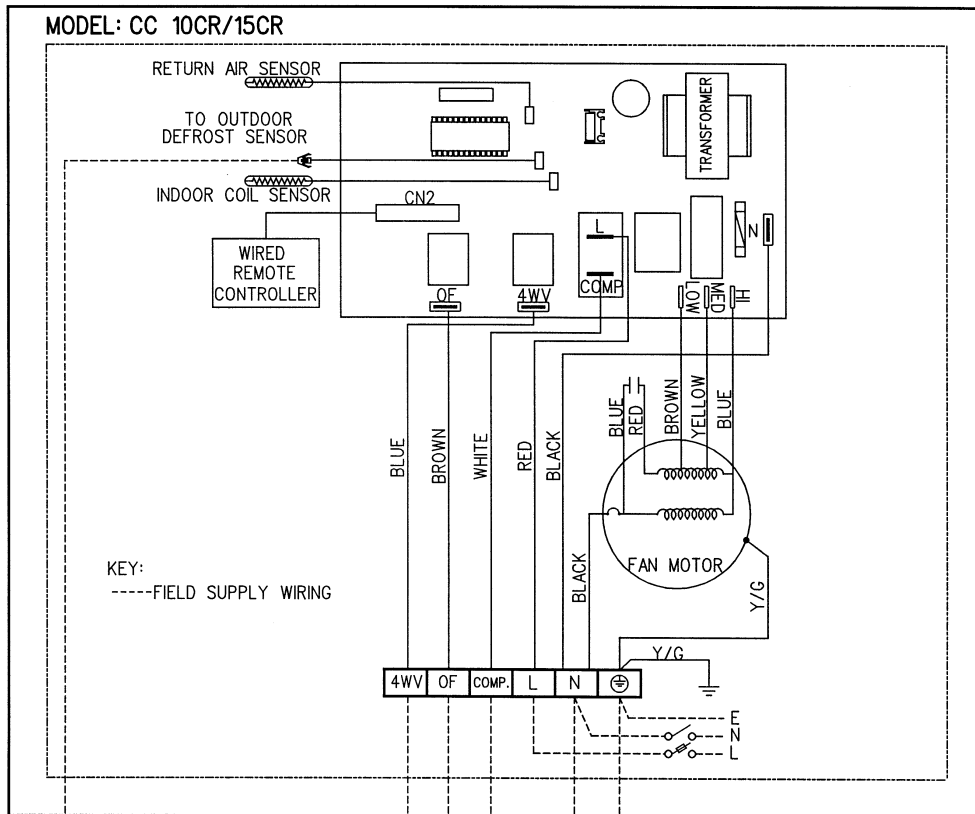 MODEL: CC 10CR/15CR
RETURN AIR SENSOR
TO OUTDOOR
DEFROST SENSOR
INDOOR COIL SENSOR
CN2
WIRED
REMOTE
CONTROLLER
TRANSFORMER
L
N
COMP
OF
4WV
LOW
MED
HI
BLUE
BROWN
WHITE
RED
BLACK
BLUE
RED
BROWN
YELLOW
BLUE
FAN MOTOR
BLACK
Y/G
Y/G
KEY:
-----FIELD SUPPLY WIRING
4WV
OF
COMP.
L
N
E
N
L